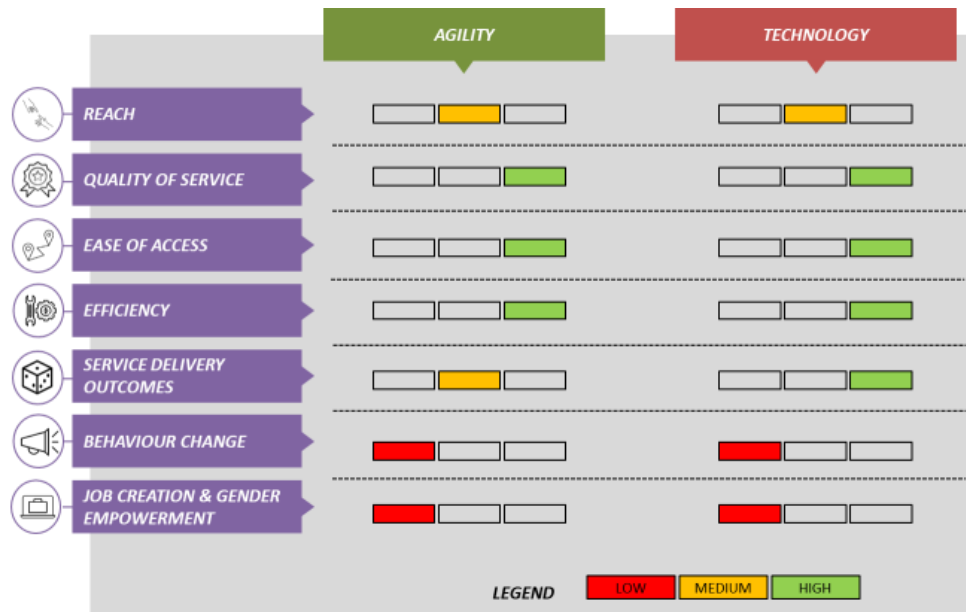 AGILITY
TECHNOLOGY
REACH
QUALITY OF SERVICE
EASE OF ACCESS
EFFICIENCY
SERVICE DELIVERY
OUTCOMES
BEHAVIOUR CHANGE
JOB CREATION & GENDER
EMPOWERMENT
LEGEND
LOW
MEDIUM
HIGH